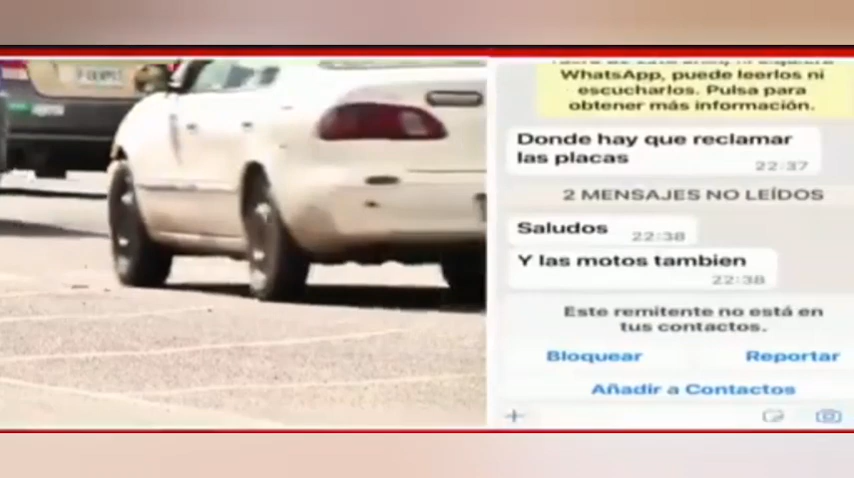 WhatsApp, puede leerlos ni
escucharlos. Pulsa para
obtener más información.
Donde hay que reclamar
las placas
22:37
2 MENSAJES NO LEÍDOS
Saludos
22:38
Y las motos tambien
22:38
Este remitente no está en
tus contactos.
Bloquear
Reportar
Añadir a Contactos